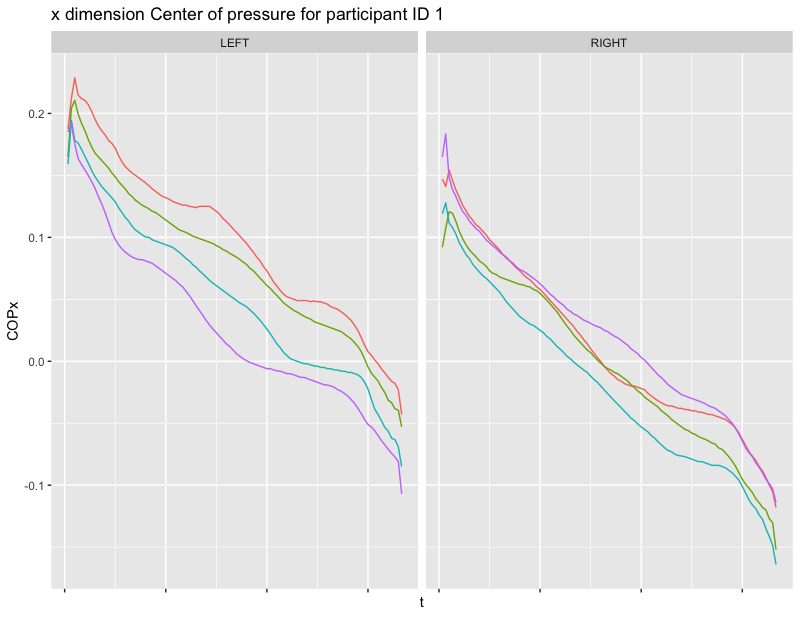 x dimension Center of pressure for participant ID 1
LEFT
RIGHT
0.2
0.1
0.0
-0.1
COPx
t